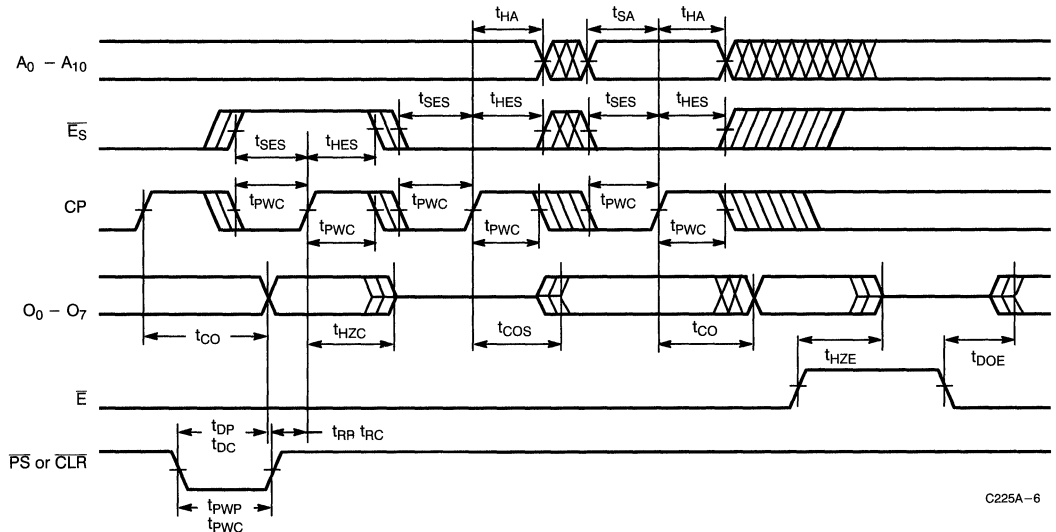 tHA tSA tHA
A0 – A10
tSES tHES tSES tHES
ES
tSES tHES
CP
tPWC tPWC tPWC
tPWC tPWC tPWC
O0 – O7
tCO tHZC tCOS tCO
tHZE tDOE
E
tDP tRP, tRC
tDC
PS or CLR
tPWP
tPWC
C225A–6